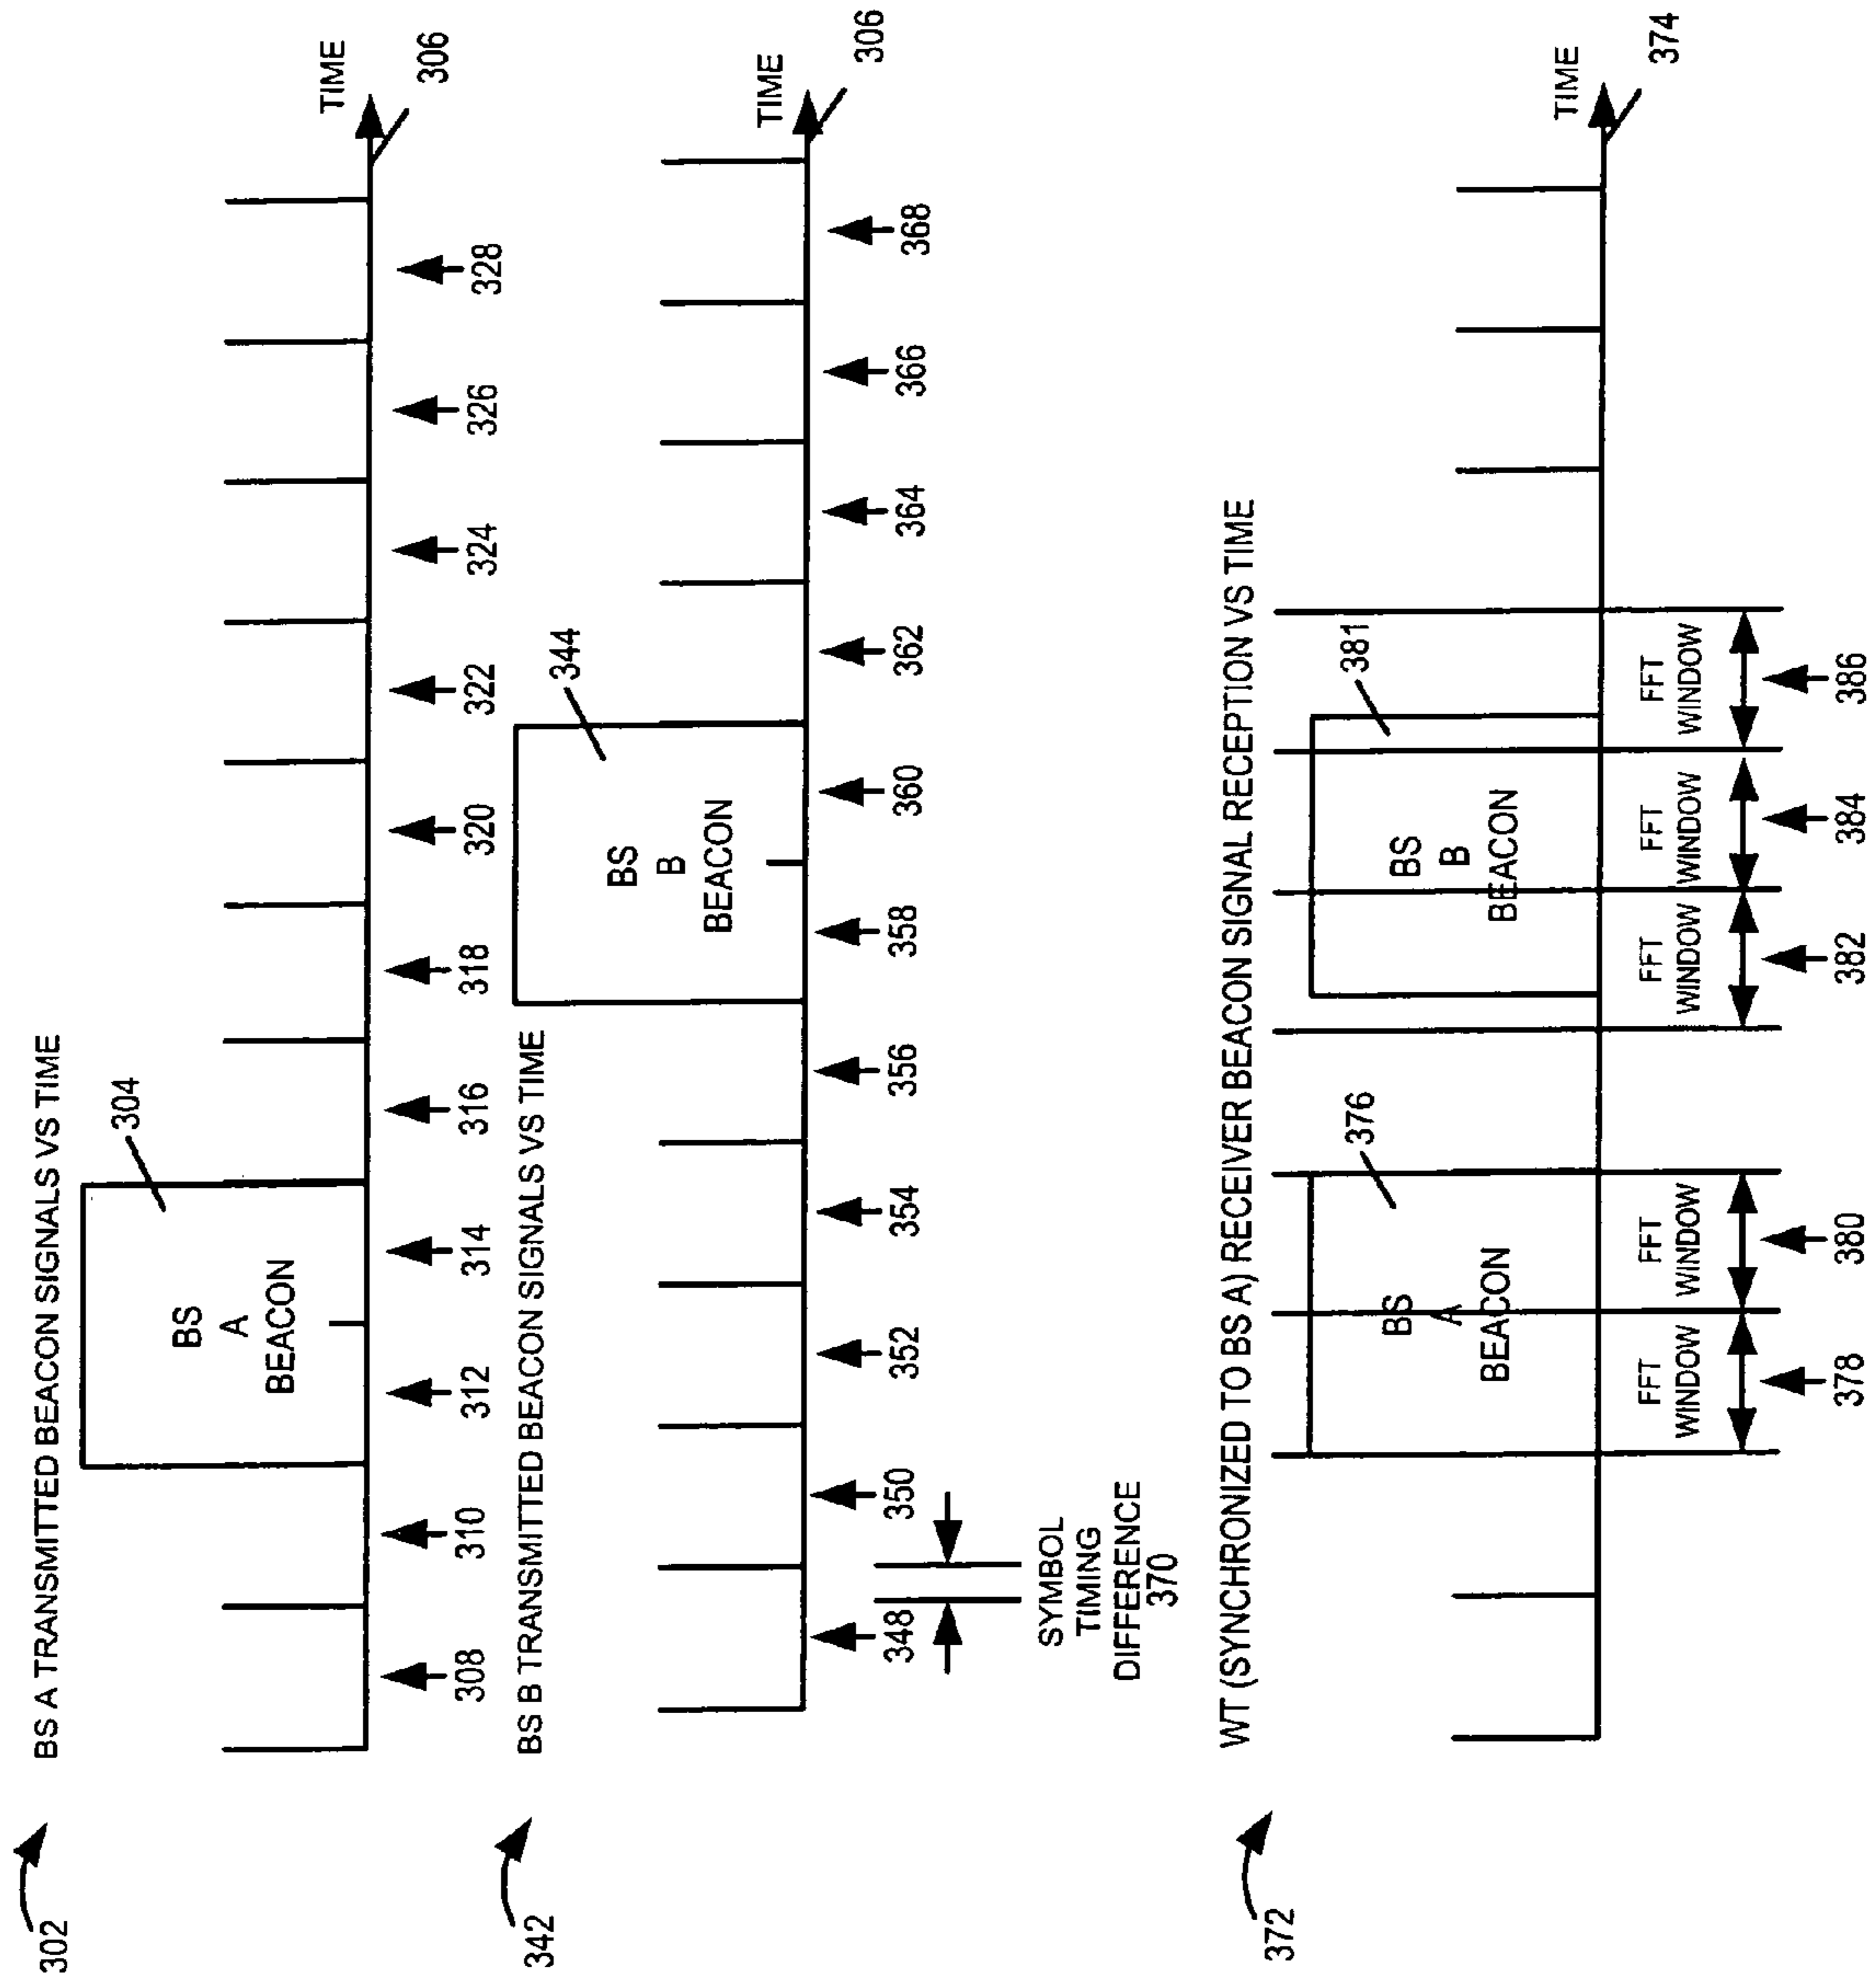 302
BS A TRANSMITTED BEACON SIGNALS VS TIME
304
BS
A
BEACON
TIME
306
308
310
312
314
316
318
320
322
324
326
328
342
BS B TRANSMITTED BEACON SIGNALS VS TIME
344
BS
B
BEACON
TIME
306
348
350
352
354
356
358
360
362
364
366
368
SYMBOL
TIMING
DIFFERENCE
370
372
WT (SYNCHRONIZED TO BS A) RECEIVER BEACON SIGNAL RECEPTION VS TIME
376
BS
A
BEACON
381
BS
B
BEACON
TIME
374
FFT
WINDOW
FFT
WINDOW
FFT
WINDOW
FFT
WINDOW
FFT
WINDOW
378
380
382
384
386